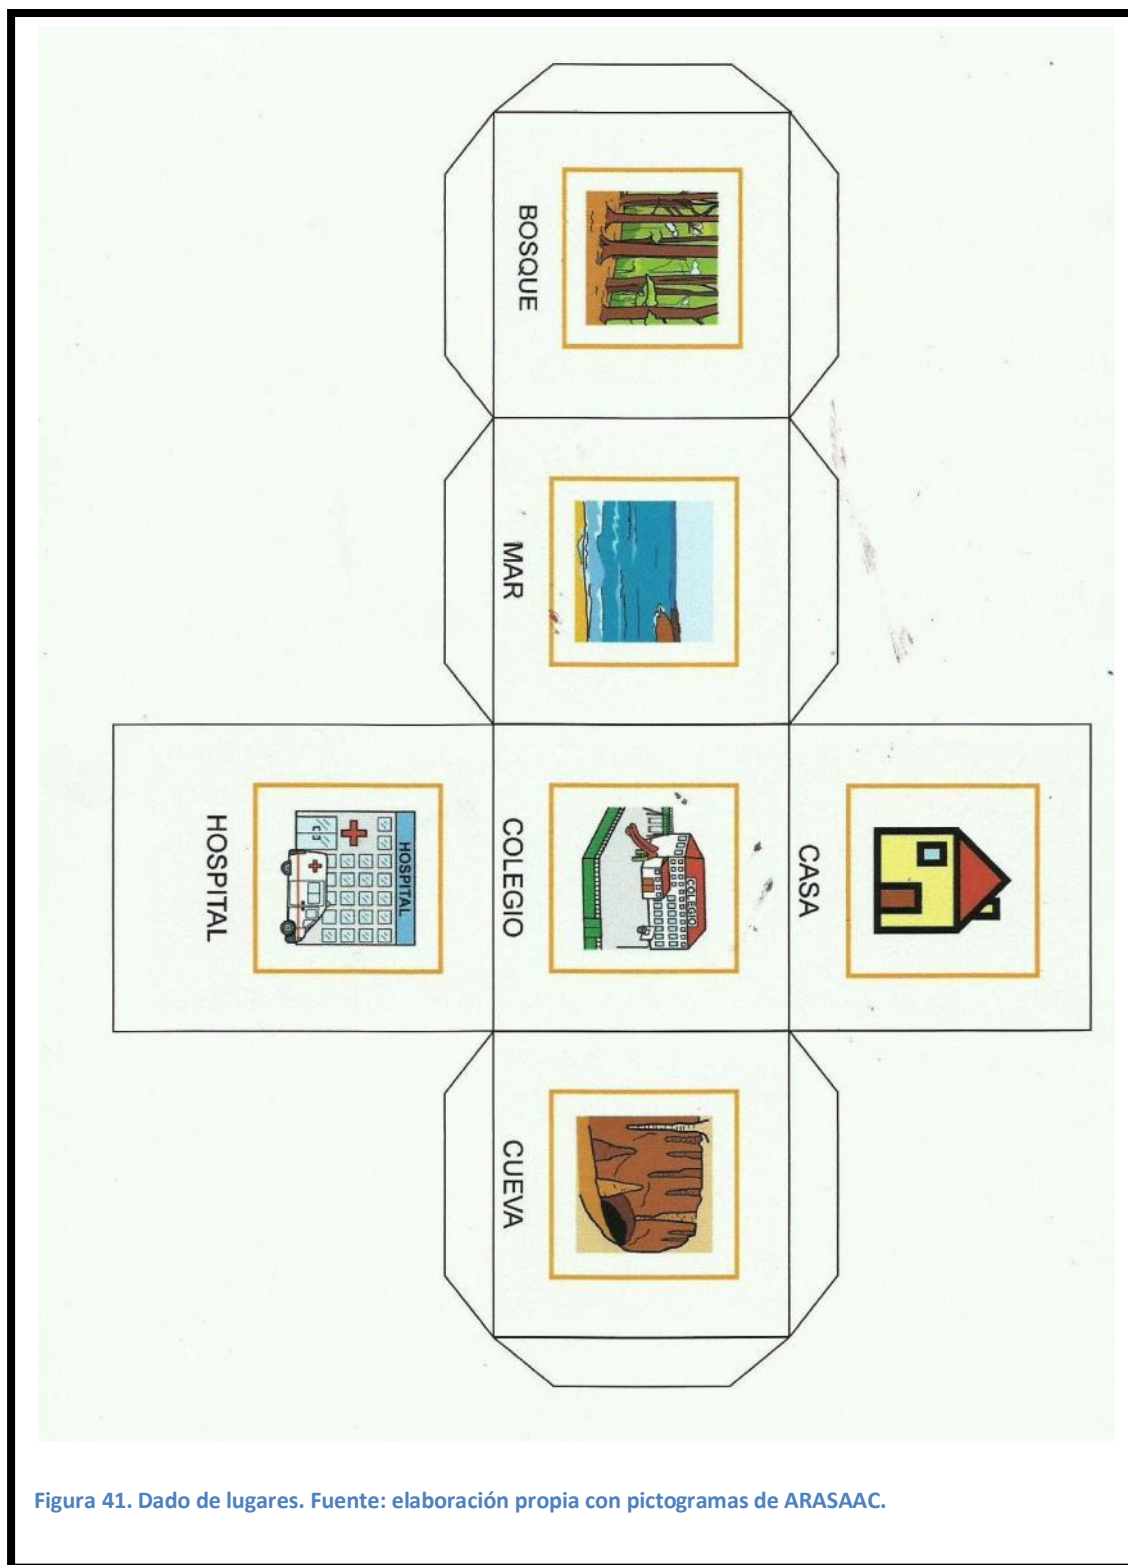 BOSQUE
MAR
HOSPITAL
HOSPITAL
COLEGIO
COLEGIO
CASA
CUEVA
Figura 41. Dado de lugares. Fuente: elaboración propia con pictogramas de ARASAAC.